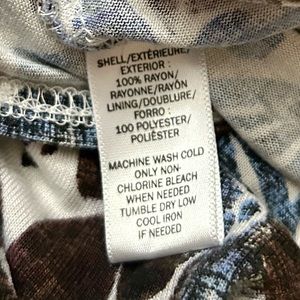 SHELL/EXTÉRIEURE/
EXTERIOR :
100% RAYON/
RAYONNE/RAYÓN
LINING/DOUBLURE/
FORRO :
100 POLYESTER/
POLIÉSTER
MACHINE WASH COLD
ONLY NON-
CHLORINE BLEACH
WHEN NEEDED
TUMBLE DRY LOW
COOL IRON
IF NEEDED